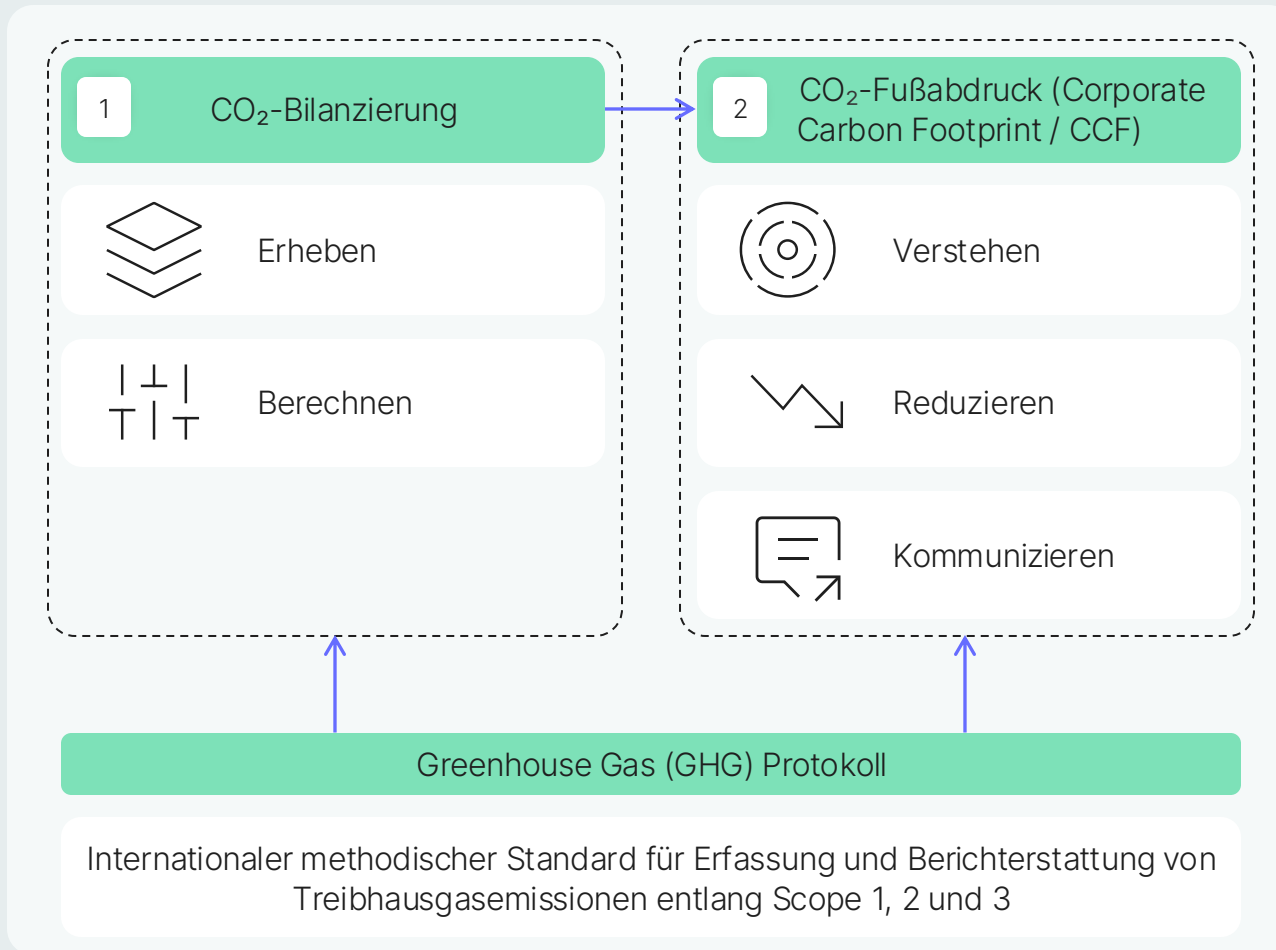 1
CO₂-Bilanzierung
Erheben
Berechnen
2
CO₂-Fußabdruck (Corporate
Carbon Footprint / CCF)
Verstehen
Reduzieren
Kommunizieren
Greenhouse Gas (GHG) Protokoll
Internationaler methodischer Standard für Erfassung und Berichterstattung von
Treibhausgasemissionen entlang Scope 1, 2 und 3